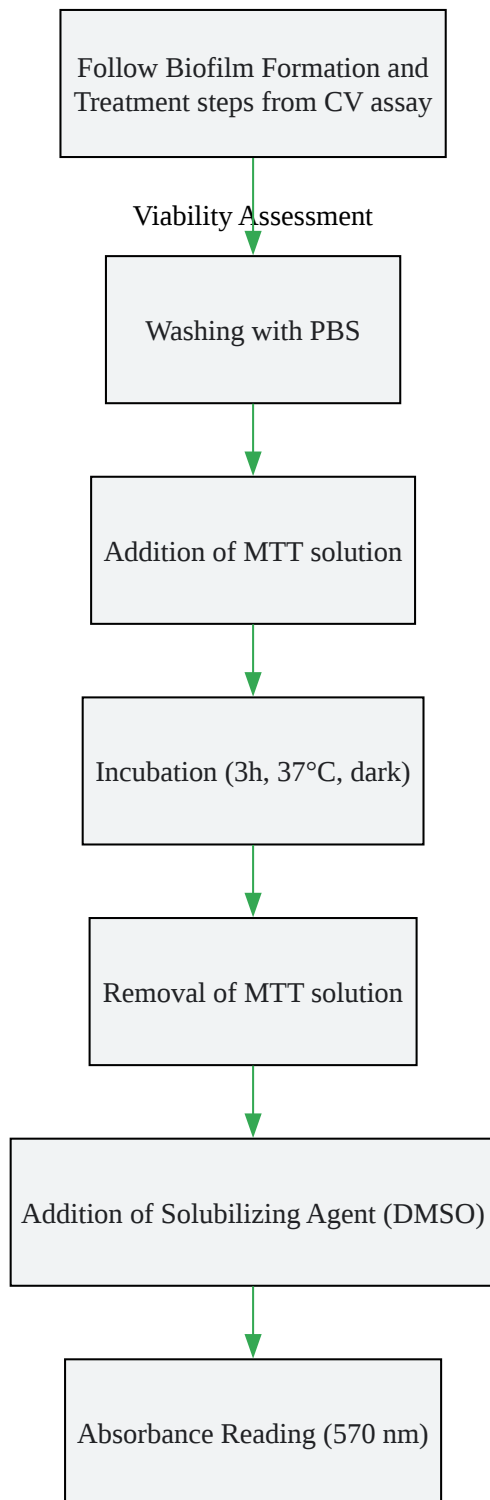 Follow Biofilm Formation and
Treatment steps from CV assay
Viability Assessment
Washing with PBS
Addition of MTT solution
Incubation (3h, 37°C, dark)
Removal of MTT solution
Addition of Solubilizing Agent (DMSO)
Absorbance Reading (570 nm)